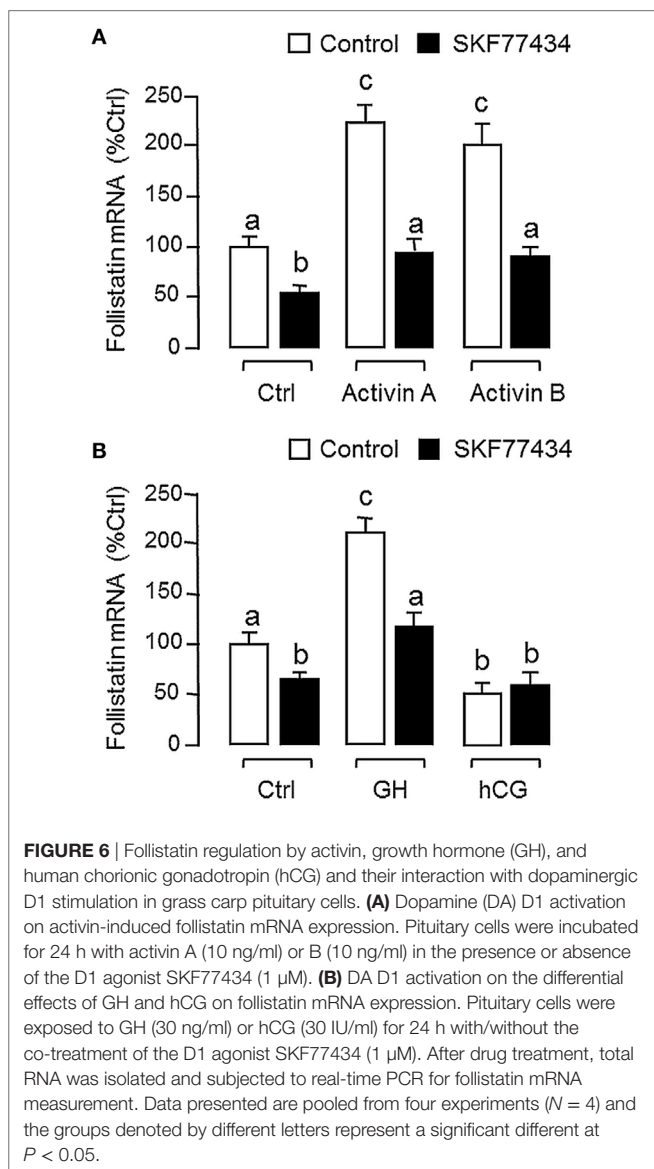 A
Control SKF77434
Follistatin mRNA (%Ctrl)
250
200
150
100
50
0
a
b
c
a
c
a
Ctrl Activin A Activin B
B
Control SKF77434
Follistatin mRNA (%Ctrl)
250
200
150
100
50
0
a
b
c
a
b
b
Ctrl GH hCG
FIGURE 6 | Follistatin regulation by activin, growth hormone (GH), and
human chorionic gonadotropin (hCG) and their interaction with dopaminergic
D1 stimulation in grass carp pituitary cells. (A) Dopamine (DA) D1 activation
on activin-induced follistatin mRNA expression. Pituitary cells were incubated
for 24 h with activin A (10 ng/ml) or B (10 ng/ml) in the presence or absence
of the D1 agonist SKF77434 (1 µM). (B) DA D1 activation on the differential
effects of GH and hCG on follistatin mRNA expression. Pituitary cells were
exposed to GH (30 ng/ml) or hCG (30 IU/ml) for 24 h with/without the
co-treatment of the D1 agonist SKF77434 (1 µM). After drug treatment, total
RNA was isolated and subjected to real-time PCR for follistatin mRNA
measurement. Data presented are pooled from four experiments (N = 4) and
the groups denoted by different letters represent a significant different at
P < 0.05.